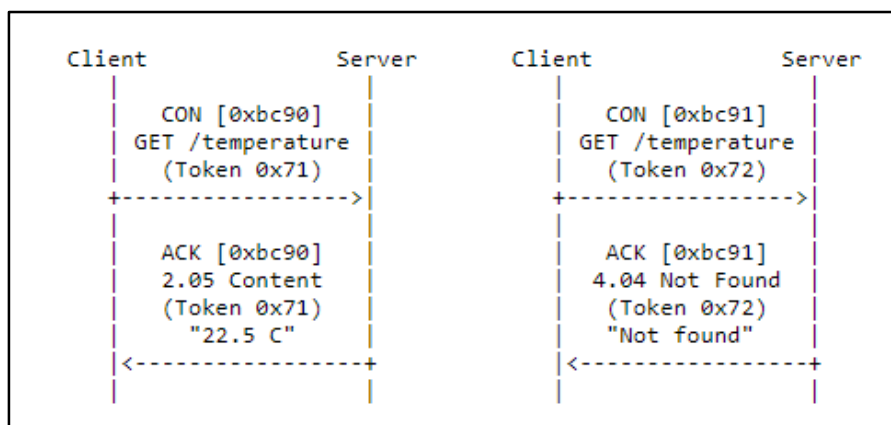 Client Server
CON [0xbc90]
GET /temperature
(Token 0x71)
ACK [0xbc90]
2.05 Content
(Token 0x71)
"22.5 C"
Client Server
CON [0xbc91]
GET /temperature
(Token 0x72)
ACK [0xbc91]
4.04 Not Found
(Token 0x72)
"Not found"